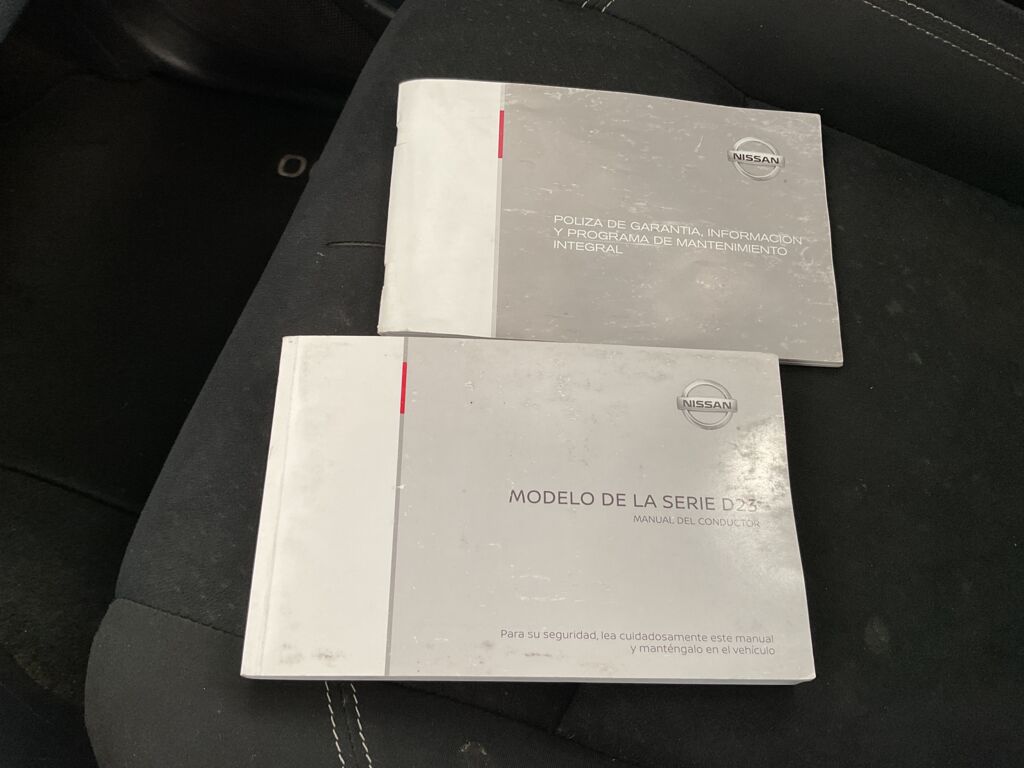 NISSAN
POLIZA DE GARANTIA, INFORMACION
Y PROGRAMA DE MANTENIMIENTO
INTEGRAL
NISSAN
MODELO DE LA SERIE D23
MANUAL DEL CONDUCTOR
Para su seguridad, lea cuidadosamente este manual
y manténgalo en el vehículo